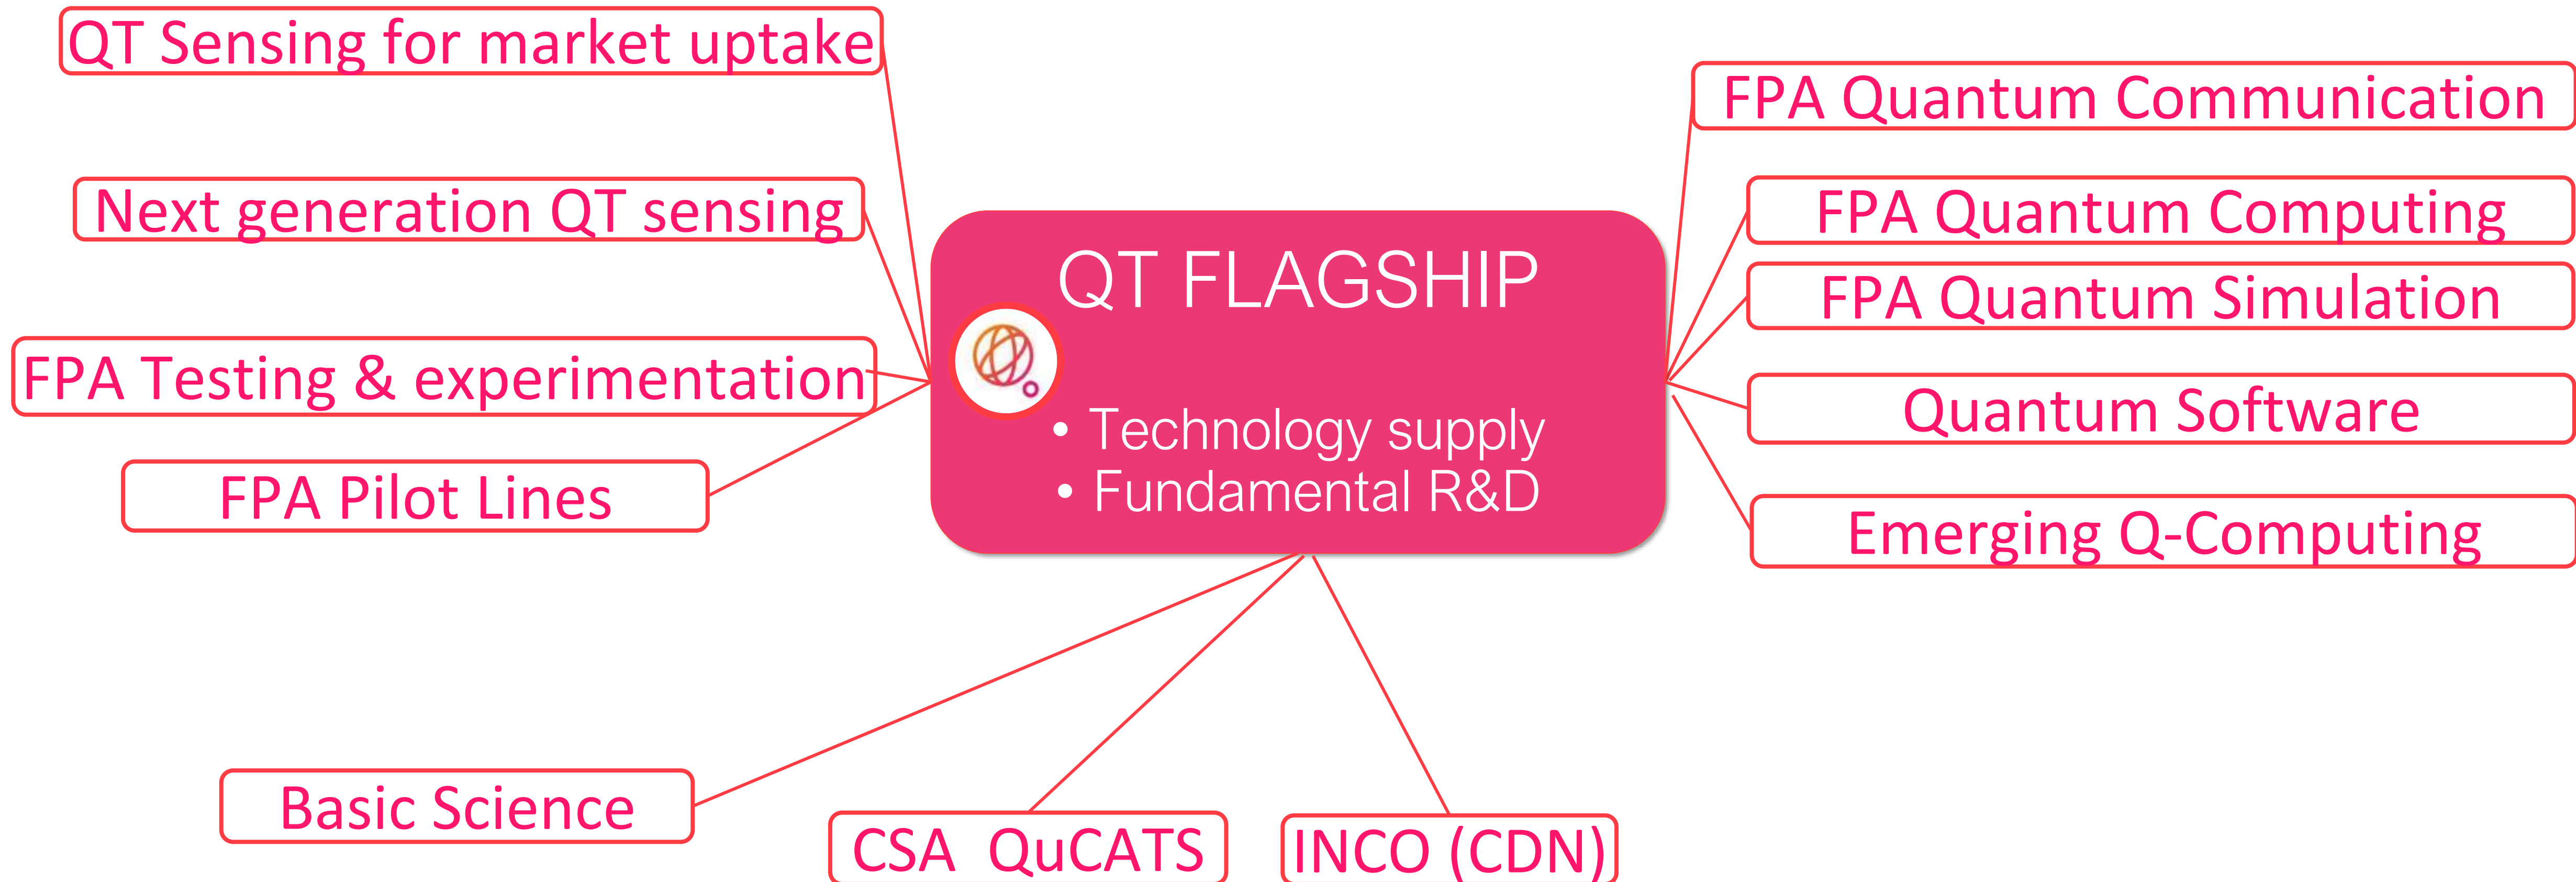 QT Sensing for market uptake
Next generation QT sensing
FPA Testing & experimentation
FPA Pilot Lines
QT FLAGSHIP
• Technology supply
• Fundamental R&D
FPA Quantum Communication
FPA Quantum Computing
FPA Quantum Simulation
Quantum Software
Emerging Q-Computing
Basic Science
CSA QuCATS
INCO (CDN)